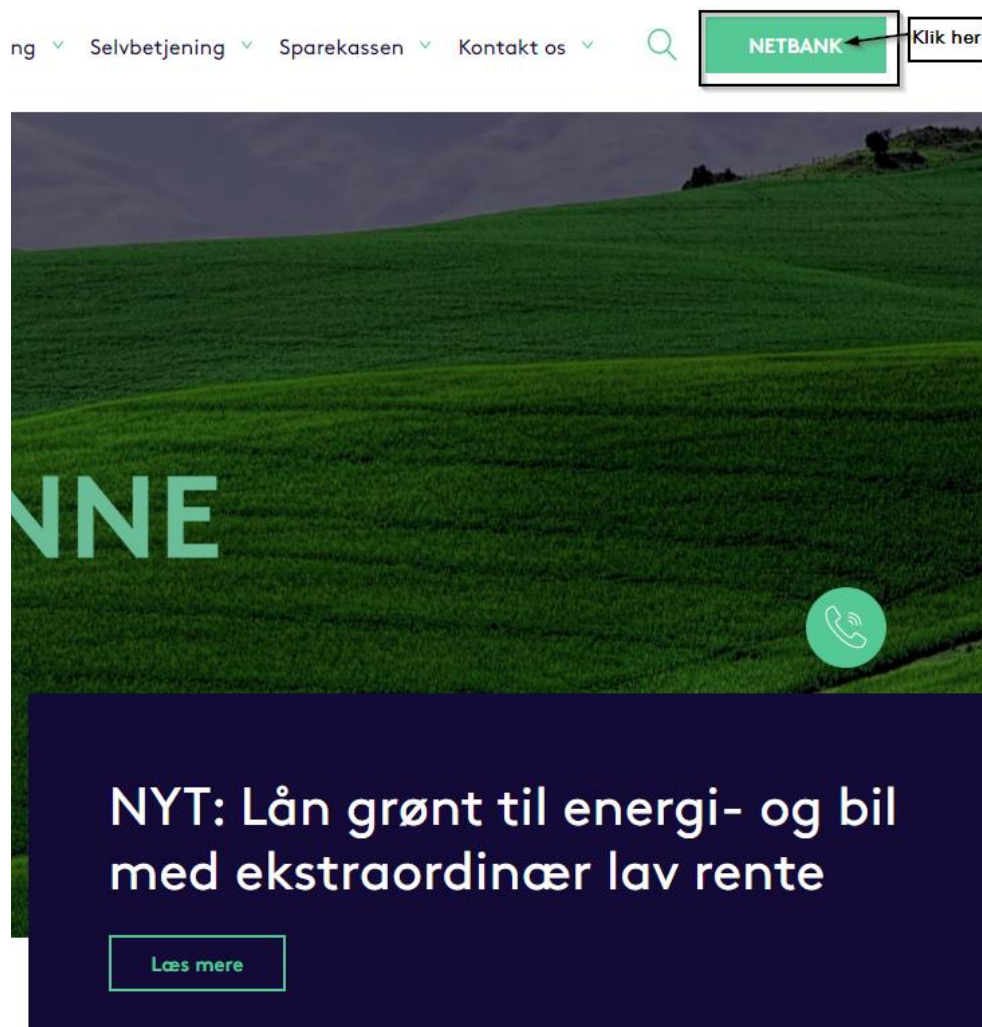 ng Selvbetjening Sparekassen Kontakt os NETBANK Klik her
NNE
NYT: Lån grønt til energi- og bil
med ekstraordinær lav rente
Læs mere